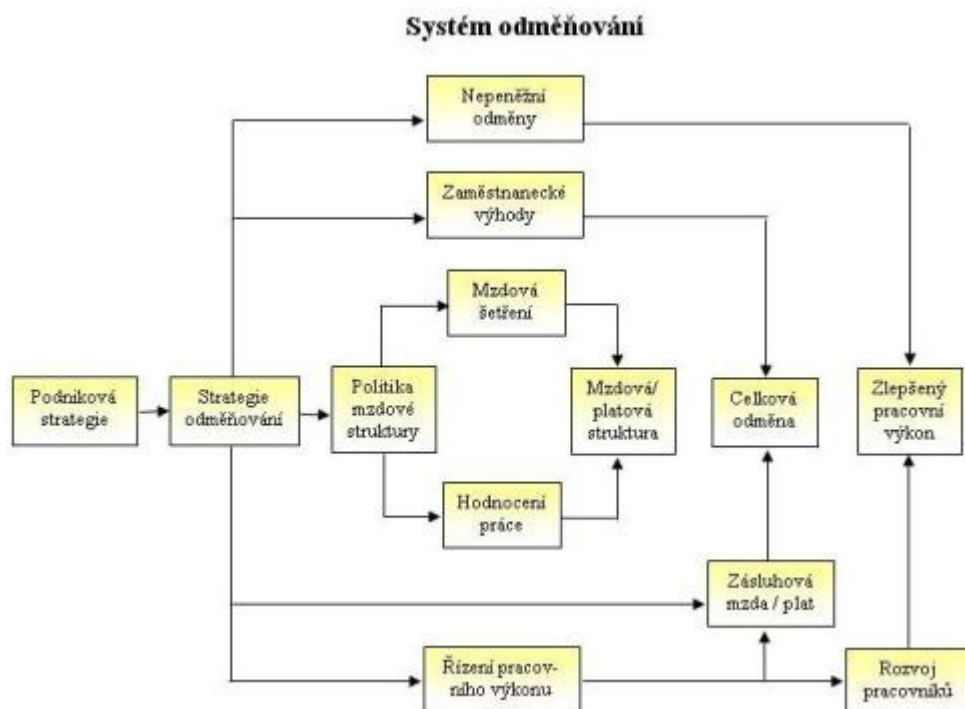 Systém odměňování
Nepeněžní
odměny
Zaměstnanecké
výhody
Mzdová
šetření
Podniková
strategie
Strategie
odměňování
Politika
mzdové
struktury
Mzdová/
platová
struktura
Celková
odměna
Zlepšený
pracovní
výkon
Hodnocení
práce
Zásluhová
mzda / plat
Řízení pracov-
ního výkonu
Rozvoj
pracovníků